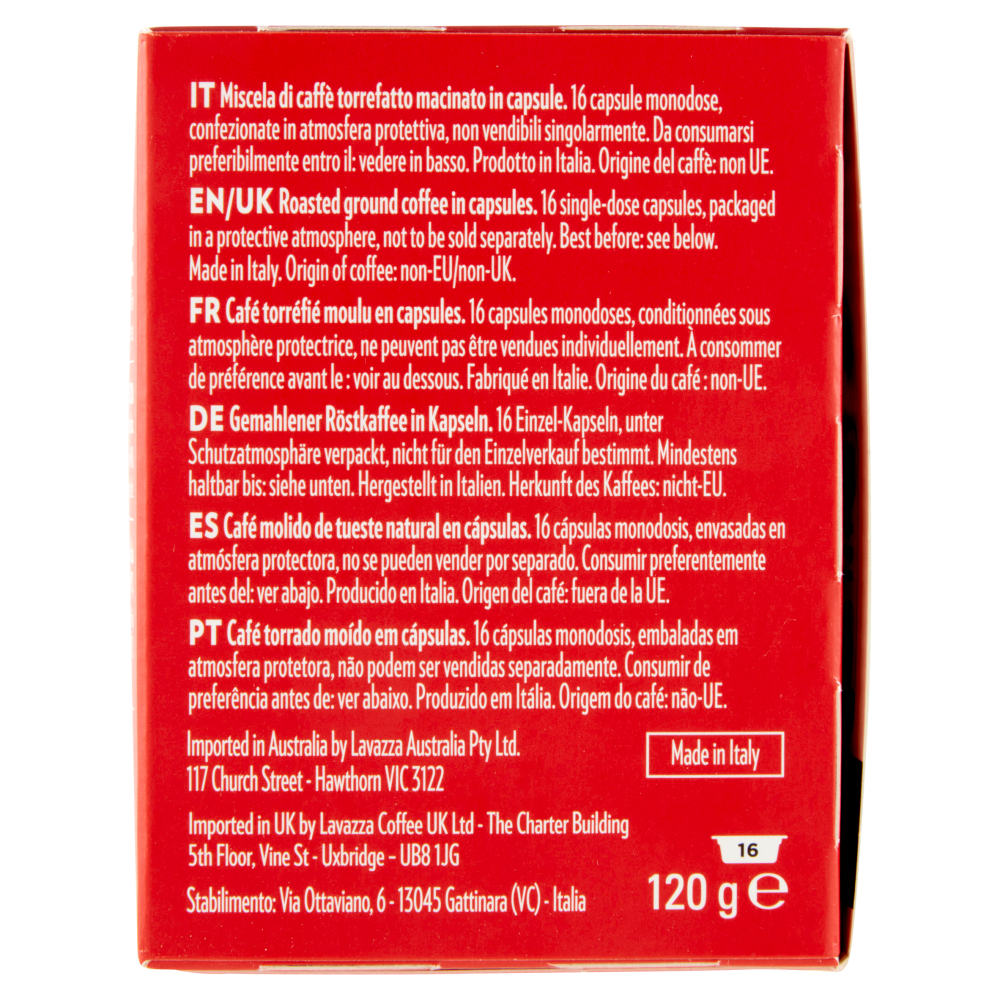 IT Miscela di caffè torrefatto macinato in capsule. 16 capsule monodose,
confezionate in atmosfera protettiva, non vendibili singolarmente. Da consumarsi
preferibilmente entro il: vedere in basso. Prodotto in Italia. Origine del caffè: non UE.
EN/UK Roasted ground coffee in capsules. 16 single-dose capsules, packaged
in a protective atmosphere, not to be sold separately. Best before: see below.
Made in Italy. Origin of coffee: non-EU/non-UK.
FR Café torréfié moulu en capsules. 16 capsules monodoses, conditionnées sous
atmosphère protectrice, ne peuvent pas être vendues individuellement. À consommer
de préférence avant le : voir au dessous. Fabriqué en Italie. Origine du café : non-UE.
DE Gemahlener Röstkaffee in Kapseln. 16 Einzel-Kapseln, unter
Schutzatmosphäre verpackt, nicht für den Einzelverkauf bestimmt. Mindestens
haltbar bis: siehe unten. Hergestellt in Italien. Herkunft des Kaffees: nicht-EU.
ES Café molido de tueste natural en cápsulas. 16 cápsulas monodosis, envasadas en
atmósfera protectora, no se pueden vender por separado. Consumir preferentemente
antes del: ver abajo. Producido en Italia. Origen del café: fuera de la UE.
PT Café torrado moído em cápsulas. 16 cápsulas monodosis, embaladas em
atmosfera protetora, não podem ser vendidas separadamente. Consumir de
preferência antes de: ver abaixo. Produzido em Itália. Origem do café: não-UE.
Imported in Australia by Lavazza Australia Pty Ltd.
117 Church Street - Hawthorn VIC 3122
Made in Italy
Imported in UK by Lavazza Coffee UK Ltd - The Charter Building
5th Floor, Vine St - Uxbridge - UB8 1JG
16
Stabilimento: Via Ottaviano, 6 - 13045 Gattinara (VC) - Italia
120 g ℮